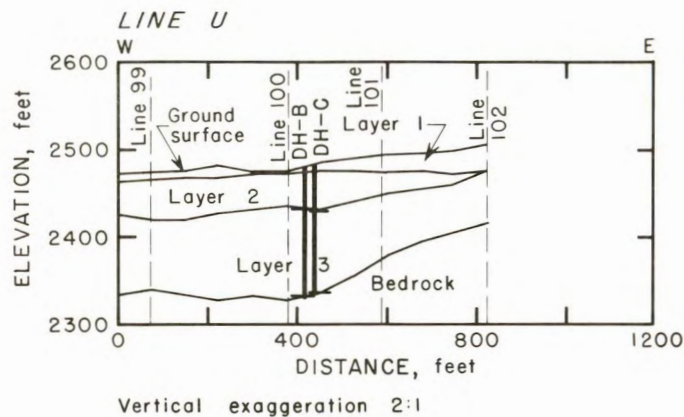 LINE U
W E
2600
2500
2400
2300
ELEVATION, feet
Line 99
Line 100
DH-B
DH-C
Line 101
Line 102
Ground surface
Layer 1
Layer 2
Layer 3
Bedrock
0 400 800 1200
DISTANCE, feet
Vertical exaggeration 2:1